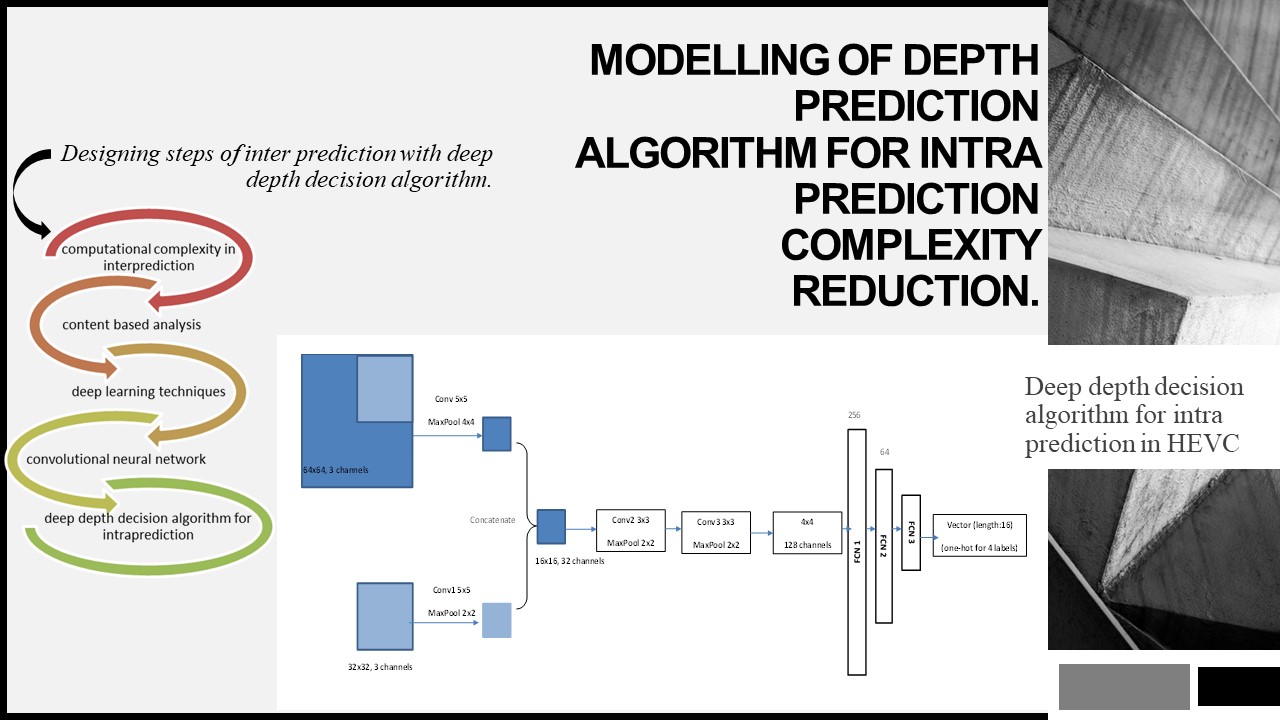 MODELLING OF DEPTH
PREDICTION
ALGORITHM FOR INTRA
PREDICTION
COMPLEXITY
REDUCTION.
Designing steps of inter prediction with deep
depth decision algorithm.
computational complexity in
interprediction
content based analysis
deep learning techniques
convolutional neural network
deep depth decision algorithm for
intraprediction
64x64, 3 channels
Conv 5x5
MaxPool 4x4
Concatenate
16x16, 32 channels
32x32, 3 channels
Conv1 5x5
MaxPool 2x2
Conv2 3x3
MaxPool 2x2
Conv3 3x3
MaxPool 2x2
4x4
128 channels
256
FCN 1
64
FCN 2
FCN 3
Vector (length:16)
(one-hot for 4 labels)
Deep depth decision
algorithm for intra
prediction in HEVC